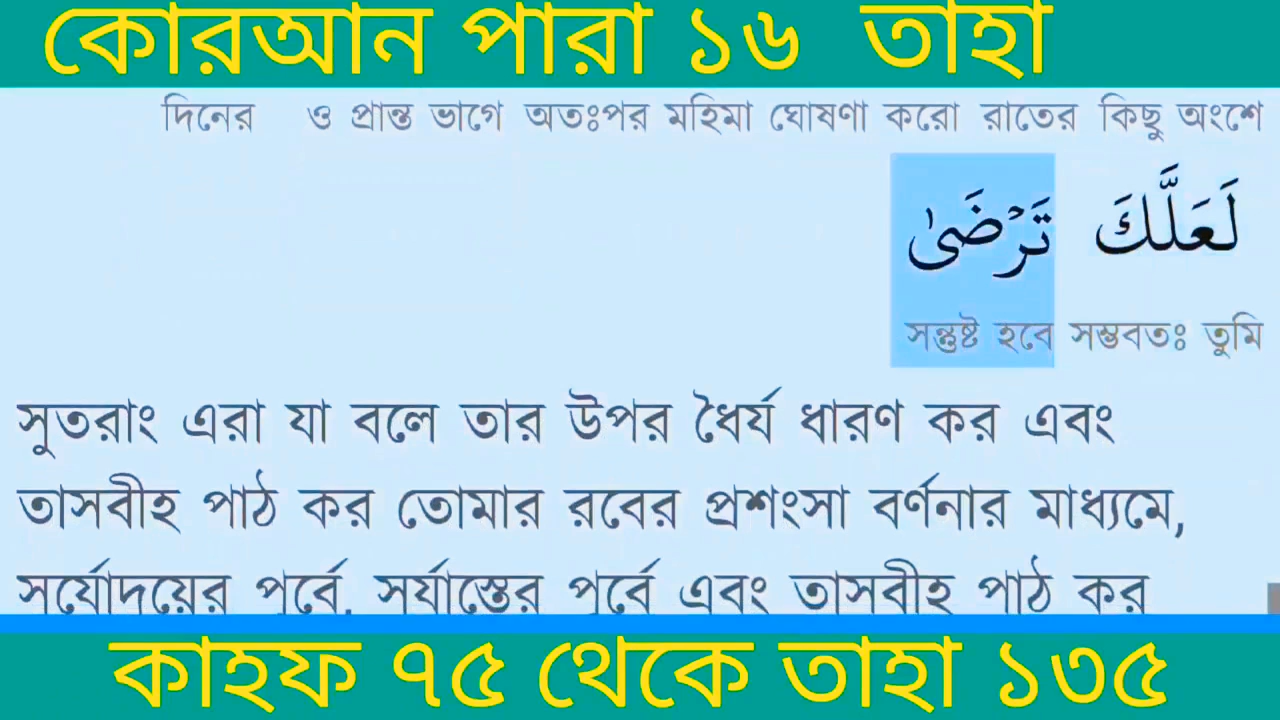 কোরআন পারা ১৬ তাহা
দিনের ও প্রান্ত ভাগে অতঃপর মহিমা ঘোষণা করো রাতের কিছু অংশে
لَعَلَّكَ تَرْضَىٰ
সন্তুষ্ট হবে সম্ভবতঃ তুমি
সুতরাং এরা যা বলে তার উপর ধৈর্য ধারণ কর এবং
তাসবীহ পাঠ কর তোমার রবের প্রশংসা বর্ণনার মাধ্যমে,
সূর্যোদয়ের পূর্বে, সূর্যাস্তের পূর্বে এবং তাসবীহ পাঠ কর
কাহফ ৭৫ থেকে তাহা ১৩৫